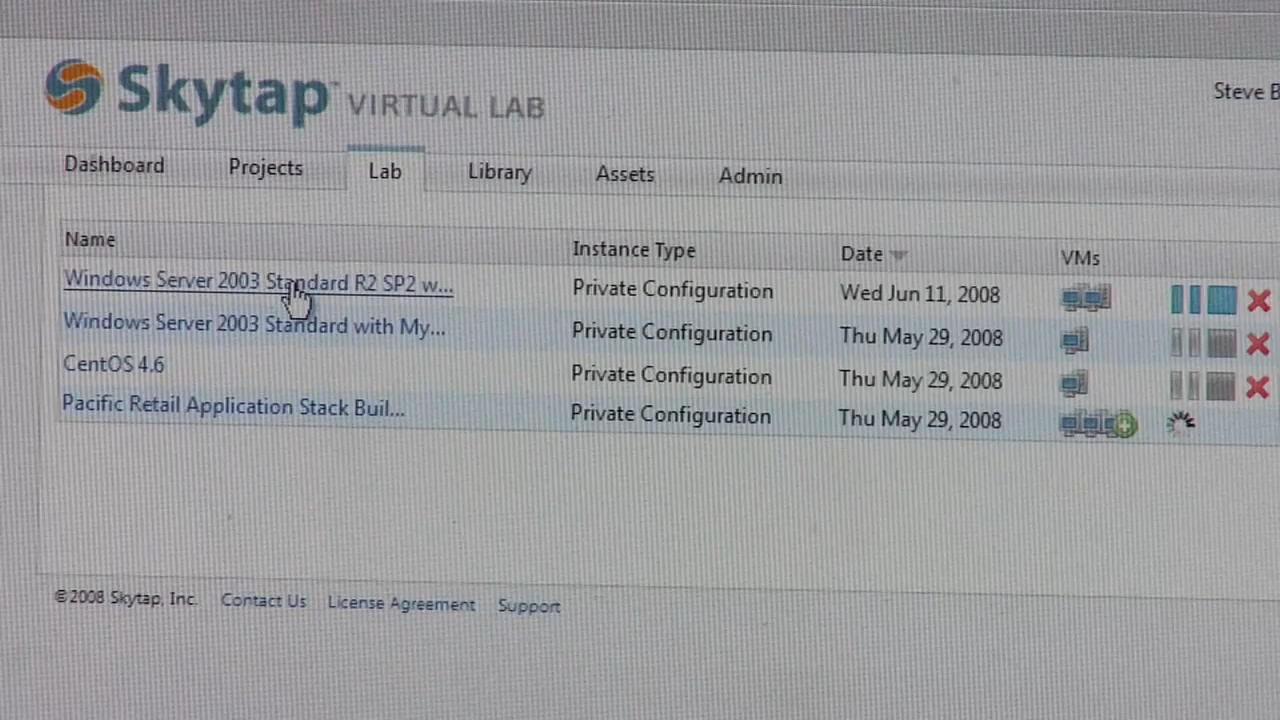 Skytap™ VIRTUAL LAB
Steve B
Dashboard Projects Lab Library Assets Admin
Name Instance Type Date VMs
Windows Server 2003 Standard R2 SP2 w... Private Configuration Wed Jun 11, 2008
Windows Server 2003 Standard with My... Private Configuration Thu May 29, 2008
CentOS 4.6 Private Configuration Thu May 29, 2008
Pacific Retail Application Stack Buil... Private Configuration Thu May 29, 2008
©2008 Skytap, Inc. Contact Us License Agreement Support